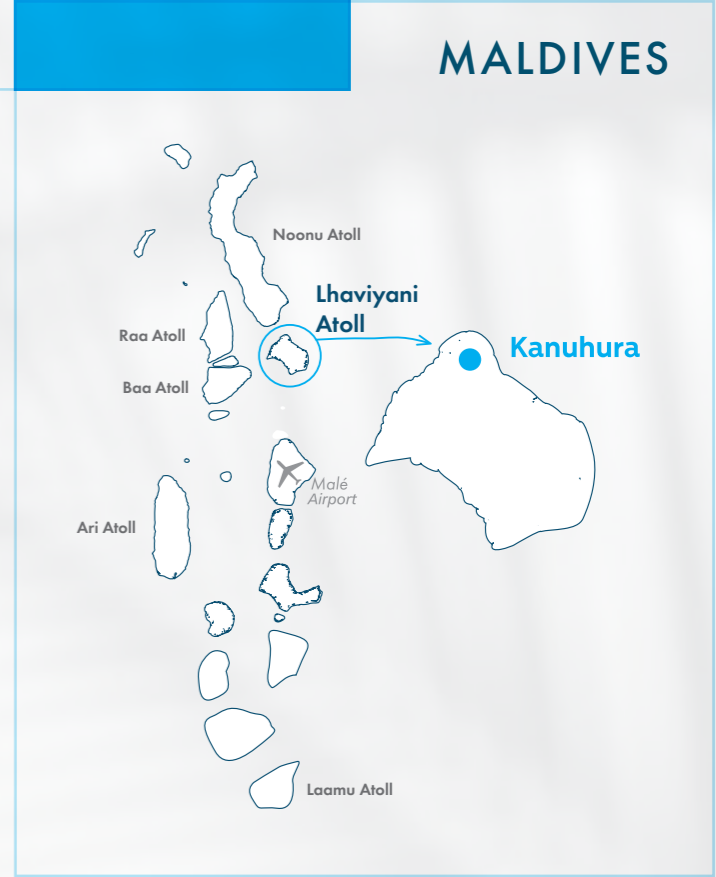 MALDIVES
Noonu Atoll
Lhaviyani
Atoll
Raa Atoll
Kanuhura
Baa Atoll
Malé
Airport
Ari Atoll
Laamu Atoll